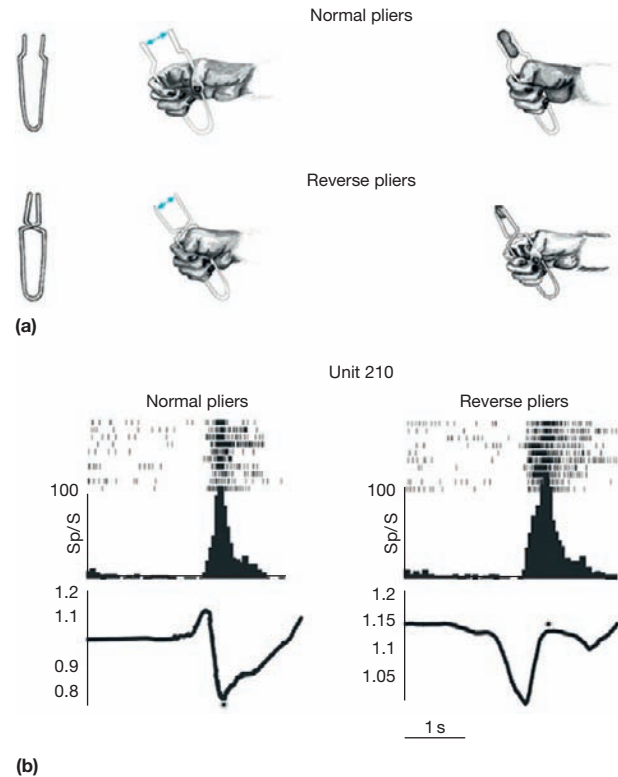 Normal pliers
Reverse pliers
(a)
Unit 210
Normal pliers
Reverse pliers
100
Sp/S
1.2
1.1
0.9
0.8
100
Sp/S
1.2
1.15
1.1
1.05
1 s
(b)